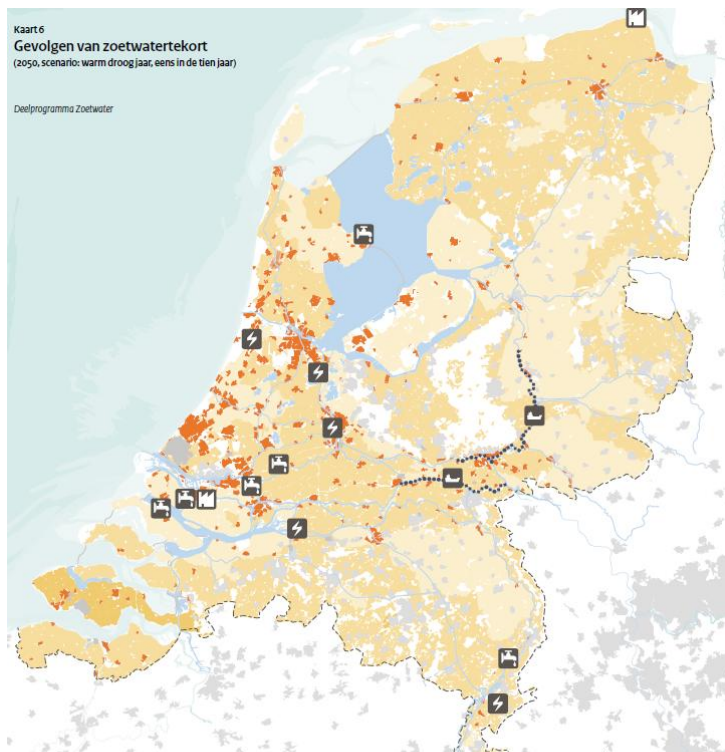 Kaart 6
Gevolgen van zoetwatertekort
(2050, scenario: warm droog jaar, eens in de tien jaar)
Deelprogramma Zoetwater